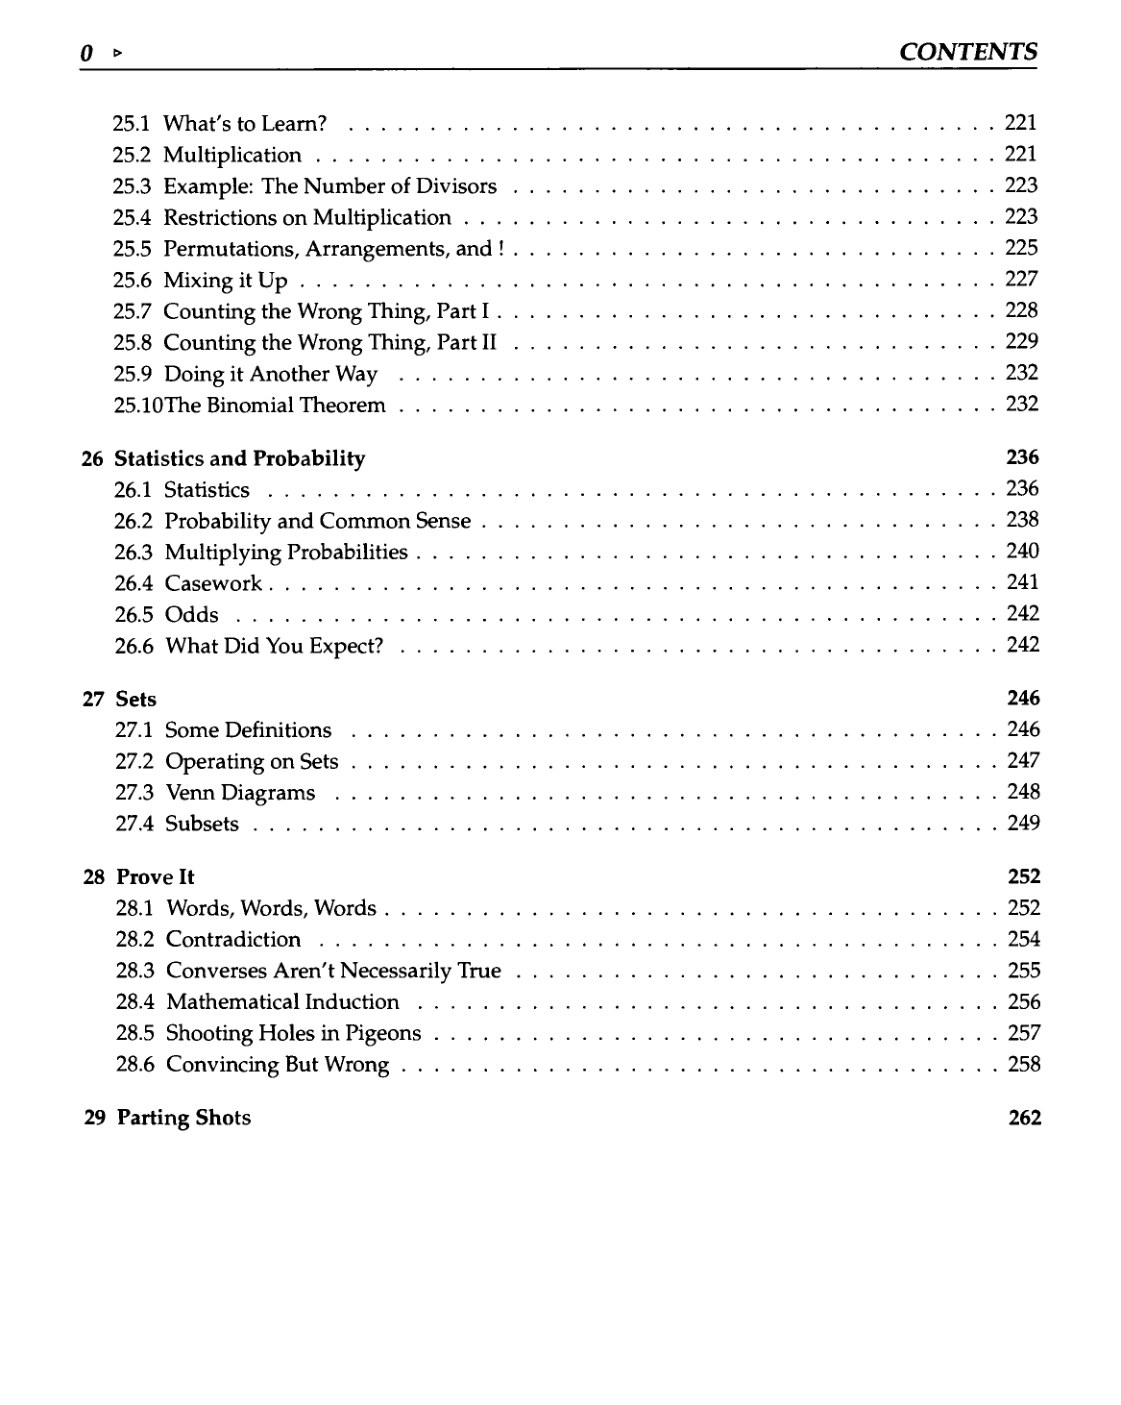 0 ▹ CONTENTS
25.1 What's to Learn? . . . . . . . . . . . . . . . . . . . . . . . . . . . . . . . . . . . . . . . . 221
25.2 Multiplication . . . . . . . . . . . . . . . . . . . . . . . . . . . . . . . . . . . . . . . . . . 221
25.3 Example: The Number of Divisors . . . . . . . . . . . . . . . . . . . . . . . . . . . . . . 223
25.4 Restrictions on Multiplication . . . . . . . . . . . . . . . . . . . . . . . . . . . . . . . . . 223
25.5 Permutations, Arrangements, and ! . . . . . . . . . . . . . . . . . . . . . . . . . . . . . . 225
25.6 Mixing it Up . . . . . . . . . . . . . . . . . . . . . . . . . . . . . . . . . . . . . . . . . . . 227
25.7 Counting the Wrong Thing, Part I . . . . . . . . . . . . . . . . . . . . . . . . . . . . . . . 228
25.8 Counting the Wrong Thing, Part II . . . . . . . . . . . . . . . . . . . . . . . . . . . . . . 229
25.9 Doing it Another Way . . . . . . . . . . . . . . . . . . . . . . . . . . . . . . . . . . . . . 232
25.10The Binomial Theorem . . . . . . . . . . . . . . . . . . . . . . . . . . . . . . . . . . . . . 232
26 Statistics and Probability 236
26.1 Statistics . . . . . . . . . . . . . . . . . . . . . . . . . . . . . . . . . . . . . . . . . . . . . 236
26.2 Probability and Common Sense . . . . . . . . . . . . . . . . . . . . . . . . . . . . . . . . 238
26.3 Multiplying Probabilities . . . . . . . . . . . . . . . . . . . . . . . . . . . . . . . . . . . . 240
26.4 Casework . . . . . . . . . . . . . . . . . . . . . . . . . . . . . . . . . . . . . . . . . . . . . 241
26.5 Odds . . . . . . . . . . . . . . . . . . . . . . . . . . . . . . . . . . . . . . . . . . . . . . . 242
26.6 What Did You Expect? . . . . . . . . . . . . . . . . . . . . . . . . . . . . . . . . . . . . . 242
27 Sets 246
27.1 Some Definitions . . . . . . . . . . . . . . . . . . . . . . . . . . . . . . . . . . . . . . . . 246
27.2 Operating on Sets . . . . . . . . . . . . . . . . . . . . . . . . . . . . . . . . . . . . . . . . 247
27.3 Venn Diagrams . . . . . . . . . . . . . . . . . . . . . . . . . . . . . . . . . . . . . . . . . 248
27.4 Subsets . . . . . . . . . . . . . . . . . . . . . . . . . . . . . . . . . . . . . . . . . . . . . . 249
28 Prove It 252
28.1 Words, Words, Words . . . . . . . . . . . . . . . . . . . . . . . . . . . . . . . . . . . . . . 252
28.2 Contradiction . . . . . . . . . . . . . . . . . . . . . . . . . . . . . . . . . . . . . . . . . . 254
28.3 Converses Aren't Necessarily True . . . . . . . . . . . . . . . . . . . . . . . . . . . . . . 255
28.4 Mathematical Induction . . . . . . . . . . . . . . . . . . . . . . . . . . . . . . . . . . . . 256
28.5 Shooting Holes in Pigeons . . . . . . . . . . . . . . . . . . . . . . . . . . . . . . . . . . . 257
28.6 Convincing But Wrong . . . . . . . . . . . . . . . . . . . . . . . . . . . . . . . . . . . . . 258
29 Parting Shots 262